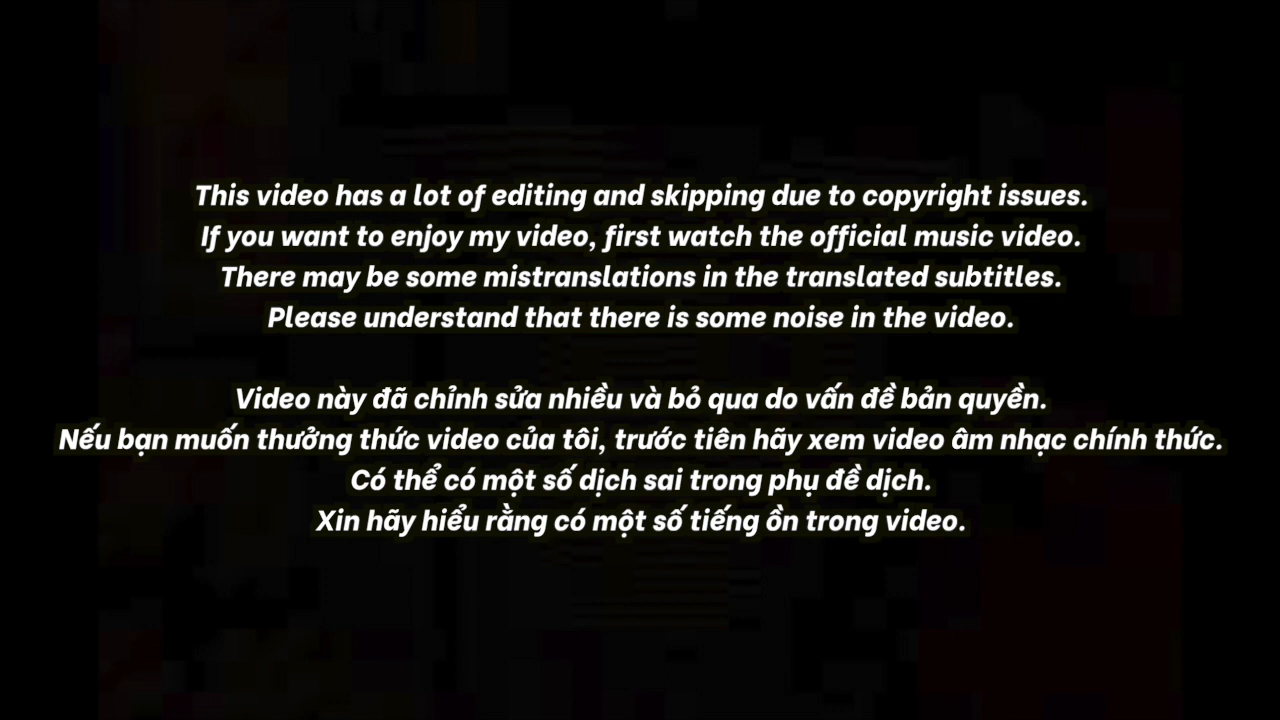 This video has a lot of editing and skipping due to copyright issues.
If you want to enjoy my video, first watch the official music video.
There may be some mistranslations in the translated subtitles.
Please understand that there is some noise in the video.
Video này đã chỉnh sửa nhiều và bỏ qua do vấn đề bản quyền.
Nếu bạn muốn thưởng thức video của tôi, trước tiên hãy xem video âm nhạc chính thức.
Có thể có một số dịch sai trong phụ đề dịch.
Xin hãy hiểu rằng có một số tiếng ồn trong video.